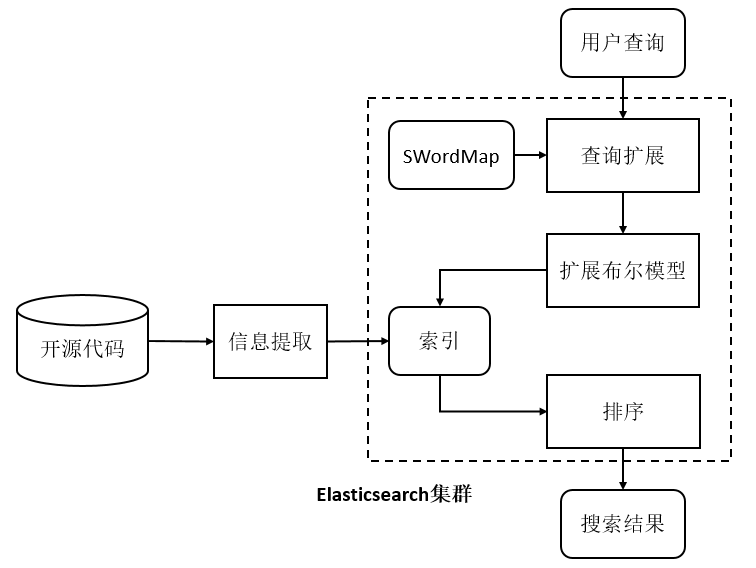 用户查询
SWordMap
查询扩展
扩展布尔模型
开源代码
信息提取
索引
排序
Elasticsearch集群
搜索结果